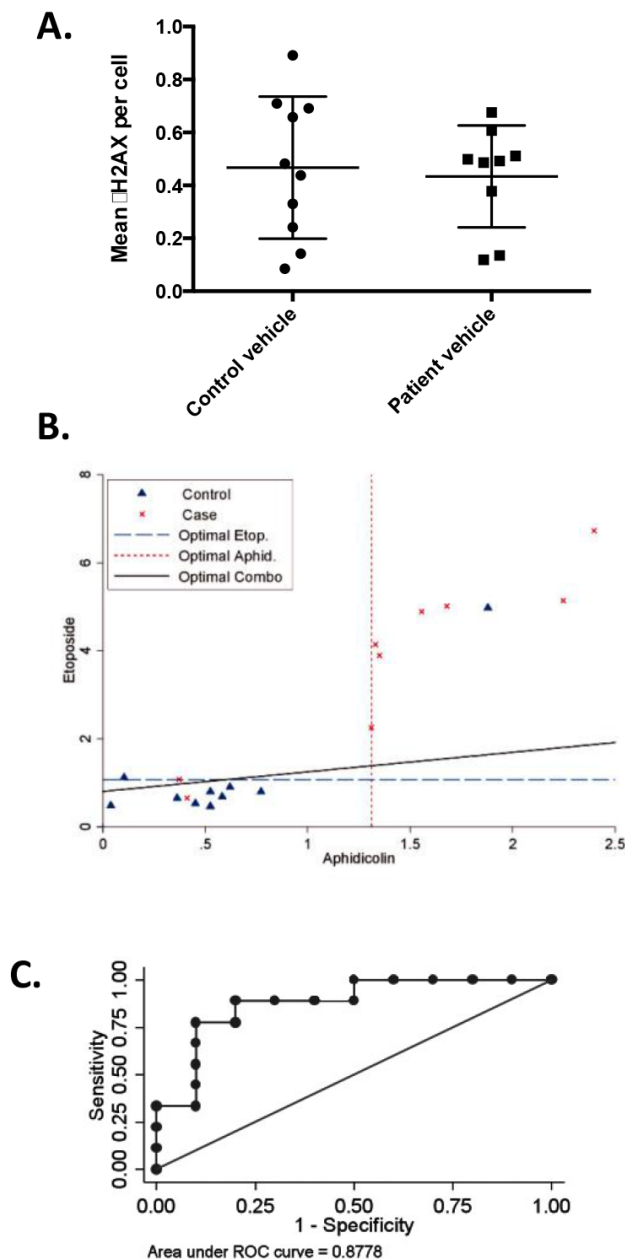 A.
Mean □H2AX per cell
1.0
0.8
0.6
0.4
0.2
0.0
Control vehicle
Patient vehicle
B.
Etoposide
8
6
4
2
0
Control
Case
Optimal Etop.
Optimal Aphid.
Optimal Combo
0
.5
1
1.5
2
2.5
Aphidicolin
C.
Sensitivity
1.00
0.75
0.50
0.25
0.00
0.00
0.25
0.50
0.75
1.00
1 - Specificity
Area under ROC curve = 0.8778